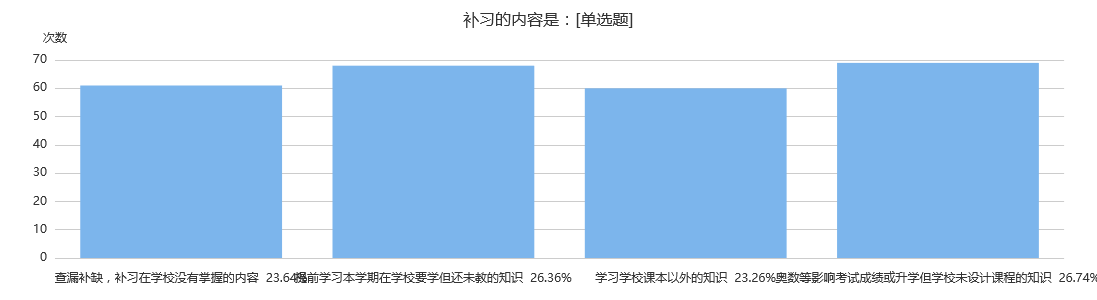 补习的内容是：[单选题]
次数
70
60
50
40
30
20
10
0
查漏补缺，补习在学校没有掌握的内容 23.64%
提前学习本学期在学校要学但还未教的知识 26.36%
学习学校课本以外的知识 23.26%
奥数等影响考试成绩或升学但学校未设计课程的知识 26.74%